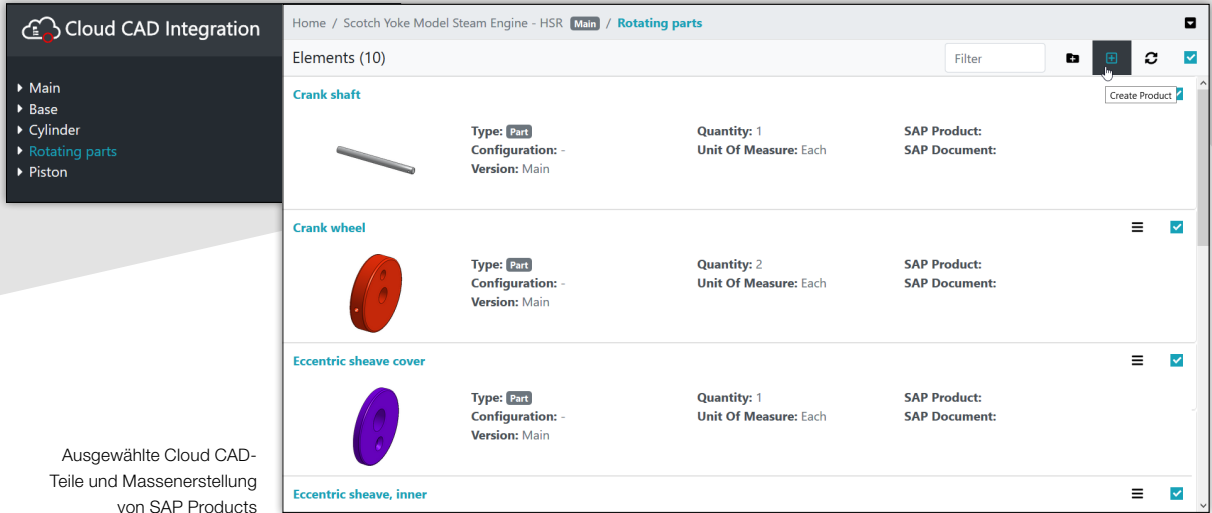 Cloud CAD Integration
Main
Base
Cylinder
Rotating parts
Piston
Home / Scotch Yoke Model Steam Engine - HSR Main / Rotating parts
Elements (10)
Filter
Create Product
Crank shaft
Type: Part
Configuration: -
Version: Main
Quantity: 1
Unit Of Measure: Each
SAP Product:
SAP Document:
Crank wheel
Type: Part
Configuration: -
Version: Main
Quantity: 2
Unit Of Measure: Each
SAP Product:
SAP Document:
Eccentric sheave cover
Type: Part
Configuration: -
Version: Main
Quantity: 1
Unit Of Measure: Each
SAP Product:
SAP Document:
Eccentric sheave, inner
Ausgewählte Cloud CAD-
Teile und Massenerstellung
von SAP Products